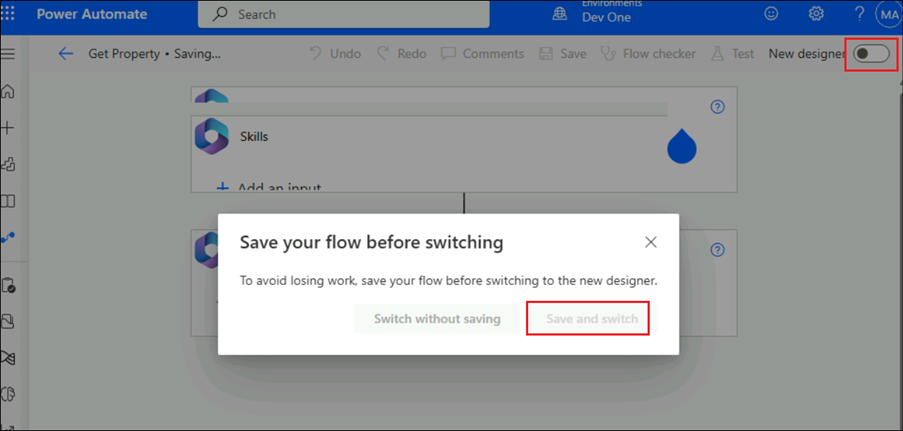 Power Automate
Search
Environments
Dev One
?
MA
Get Property • Saving...
Undo
Redo
Comments
Save
Flow checker
Test
New designer
Skills
Add an input
Save your flow before switching
To avoid losing work, save your flow before switching to the new designer.
Switch without saving
Save and switch